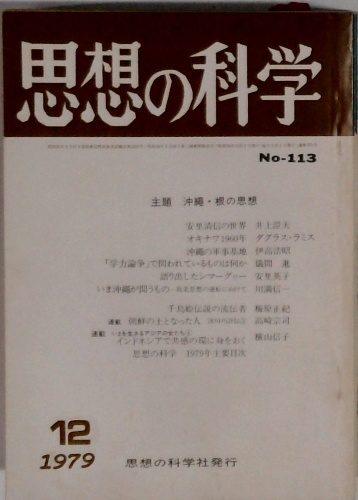 思想の科学
No-113
主題 沖縄・根の思想
安里清信の世界 井上澄夫
オキナワ1960年 ダグラス・ラミス
沖縄の軍事基地 伊高浩昭
「学力論争」で問われているものは何か 儀間 進
語り出したシマーグヮー 安里英子
いま沖縄が問うもの 川満信一
千鳥姫伝説の流伝者
連載 朝鮮の土となった人 高崎宗司
連載
インドネシアで共感の環に身をおく 横山信子
思想の科学 1979年主要目次
12
1979
思想の科学社発行